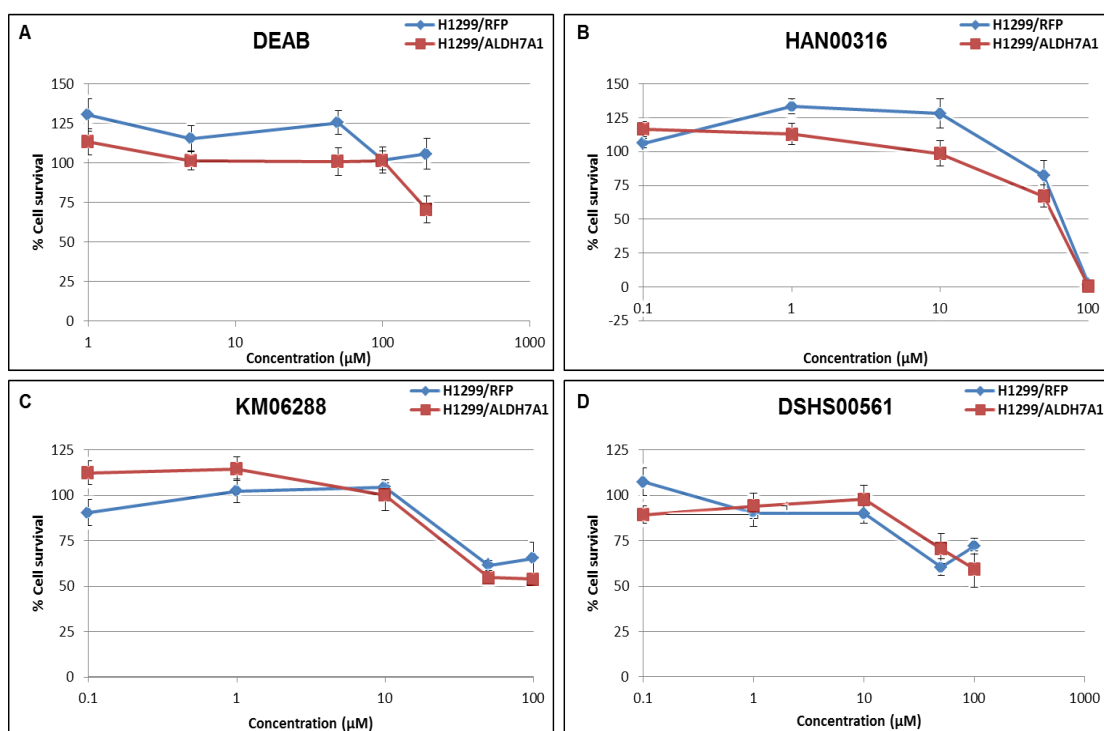 A
DEAB
H1299/RFP
H1299/ALDH7A1
% Cell survival
150
125
100
75
50
25
0
1
10
100
1000
Concentration (µM)
B
HAN00316
H1299/RFP
H1299/ALDH7A1
% Cell survival
150
125
100
75
50
25
0
-25
0.1
1
10
100
Concentration (µM)
C
KM06288
H1299/RFP
H1299/ALDH7A1
% Cell survival
125
100
75
50
25
0
0.1
1
10
100
Concentration (µM)
D
DSHS00561
H1299/RFP
H1299/ALDH7A1
% Cell survival
125
100
75
50
25
0
0.1
1
10
100
1000
Concentration (µM)